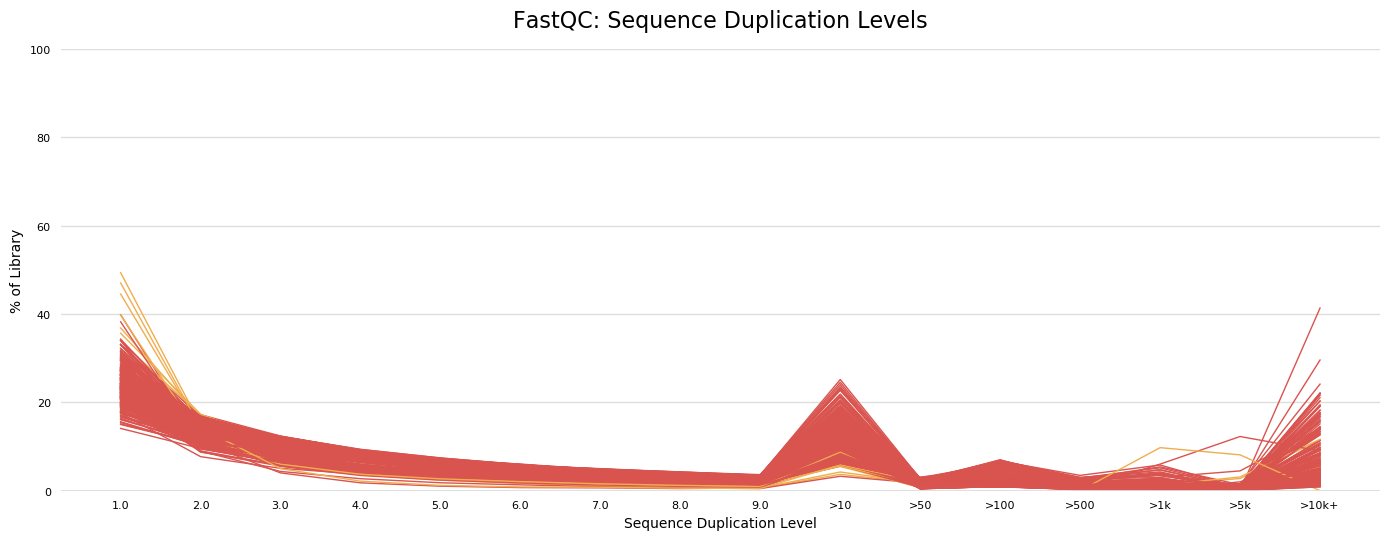 FastQC: Sequence Duplication Levels
100
80
60
40
20
0
% of Library
1.0 2.0 3.0 4.0 5.0 6.0 7.0 8.0 9.0 >10 >50 >100 >500 >1k >5k >10k+
Sequence Duplication Level